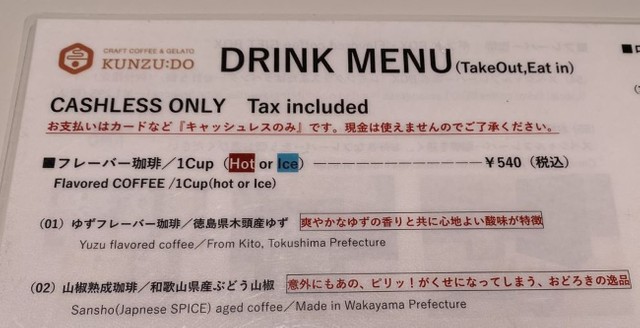 CRAFT COFFEE & GELATO
KUNZU:DO
DRINK MENU(TakeOut,Eat in)
CASHLESS ONLY Tax included
お支払いはカードなど『キャッシュレスのみ』です。現金は使えませんのでご了承ください。
■フレーバー珈琲／1Cup（Hot or Ice）——————————￥540（税込）
Flavored COFFEE /1Cup(hot or Ice)
（01）ゆずフレーバー珈琲／徳島県木頭産ゆず 爽やかなゆずの香りと共に心地よい酸味が特徴
Yuzu flavored coffee／From Kito, Tokushima Prefecture
（02）山椒熟成珈琲／和歌山県産ぶどう山椒 意外にもあの、ピリッ！がくせになってしまう、おどろきの逸品
Sansho(Japnese SPICE) aged coffee／Made in Wakayama Prefecture